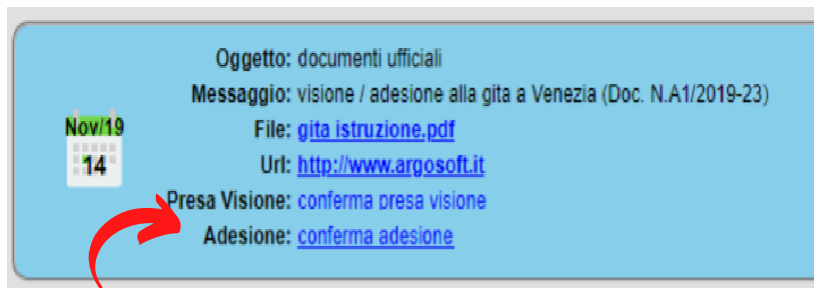 Oggetto: documenti ufficiali
Messaggio: visione / adesione alla gita a Venezia (Doc. N.A1/2019-23)
Nov/19
File: gita istruzione.pdf
14
Url: http://www.argosoft.it
Presa Visione: conferma presa visione
Adesione: conferma adesione